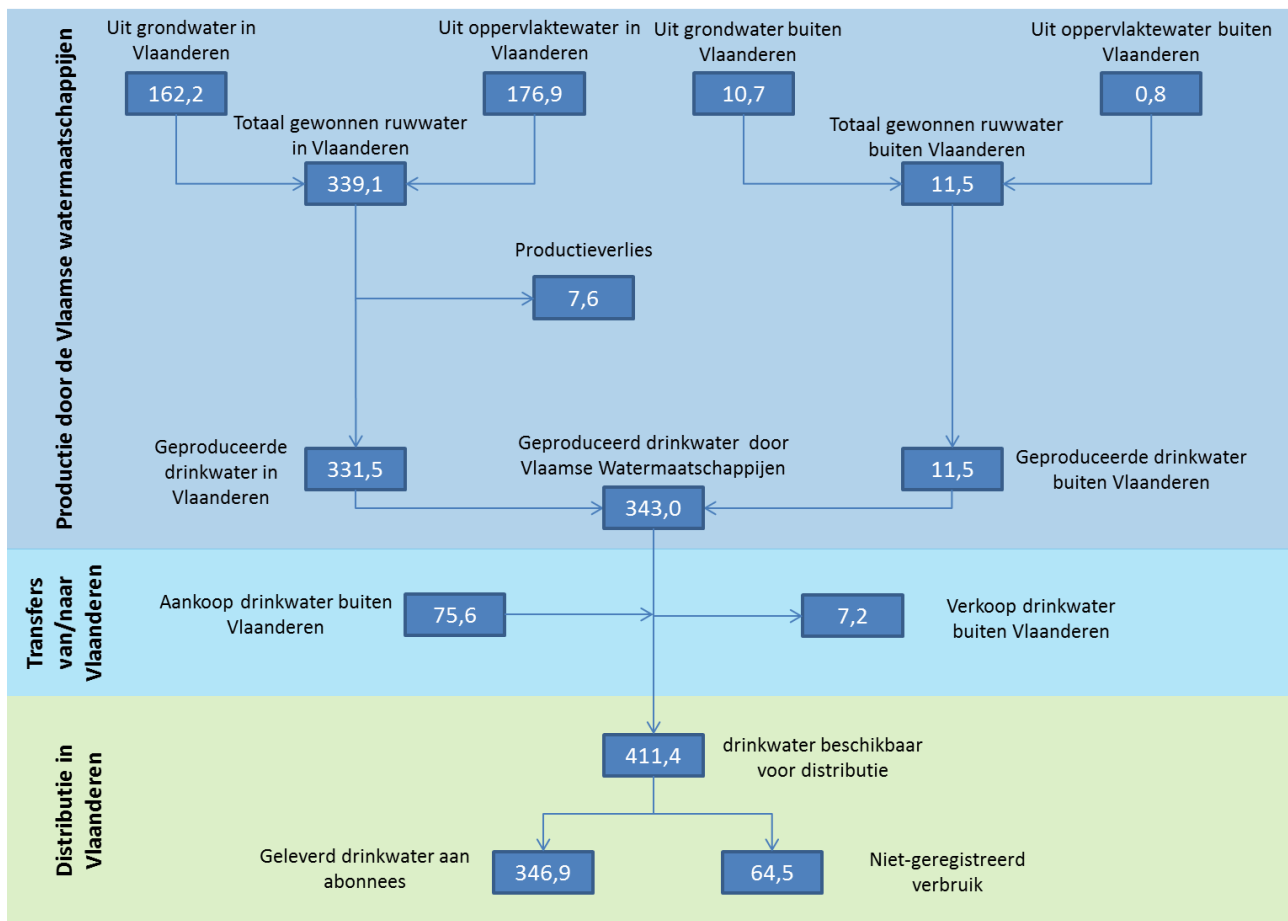 Productie door de Vlaamse watermaatschappijen
Uit grondwater in
Vlaanderen
162,2
Uit oppervlaktewater in
Vlaanderen
176,9
Uit grondwater buiten
Vlaanderen
10,7
Uit oppervlaktewater buiten
Vlaanderen
0,8
Totaal gewonnen ruwwater
in Vlaanderen
339,1
Totaal gewonnen ruwwater
buiten Vlaanderen
11,5
Productieverlies
7,6
Geproduceerde
drinkwater in
Vlaanderen
331,5
Geproduceerd drinkwater door
Vlaamse Watermaatschappijen
343,0
11,5
Geproduceerde drinkwater
buiten Vlaanderen
Transfers
van/naar
Vlaanderen
Aankoop drinkwater buiten
Vlaanderen
75,6
7,2
Verkoop drinkwater
buiten Vlaanderen
Distributie in
Vlaanderen
411,4
drinkwater beschikbaar
voor distributie
Geleverd drinkwater aan
abonnees
346,9
64,5
Niet-geregistreerd
verbruik